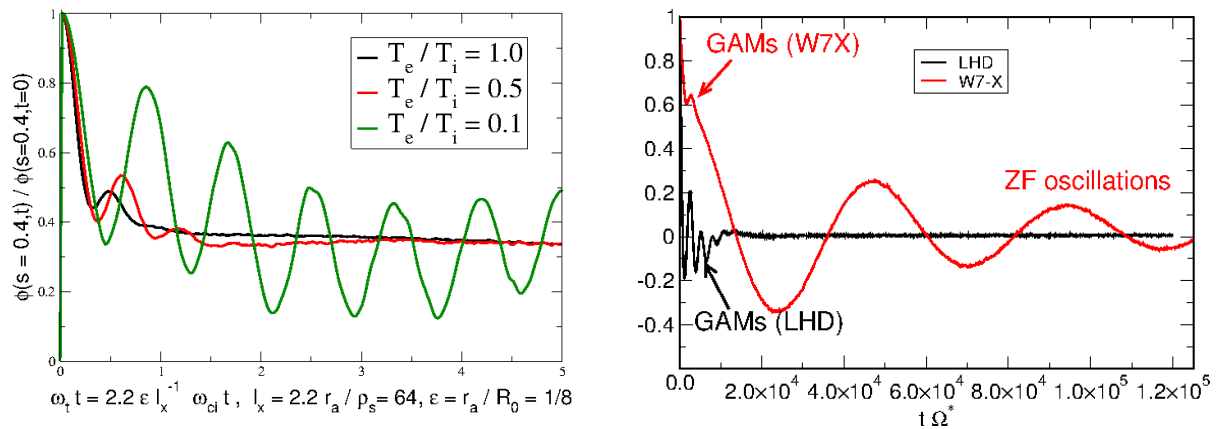 ϕ(s = 0.4,t) / ϕ(s=0.4,t=0)
1
0.8
0.6
0.4
0.2
0
T_e / T_i = 1.0
T_e / T_i = 0.5
T_e / T_i = 0.1
0 1 2 3 4 5
ω_t t = 2.2 ε l_x^-1 ω_ci t , l_x = 2.2 r_a / ρ_s = 64, ε = r_a / R_0 = 1/8
1
0.8
0.6
0.4
0.2
0
-0.2
-0.4
GAMs (W7X)
LHD
W7-X
ZF oscillations
GAMs (LHD)
0.0 2.0×10^4 4.0×10^4 6.0×10^4 8.0×10^4 1.0×10^5 1.2×10^5
t Ω^*